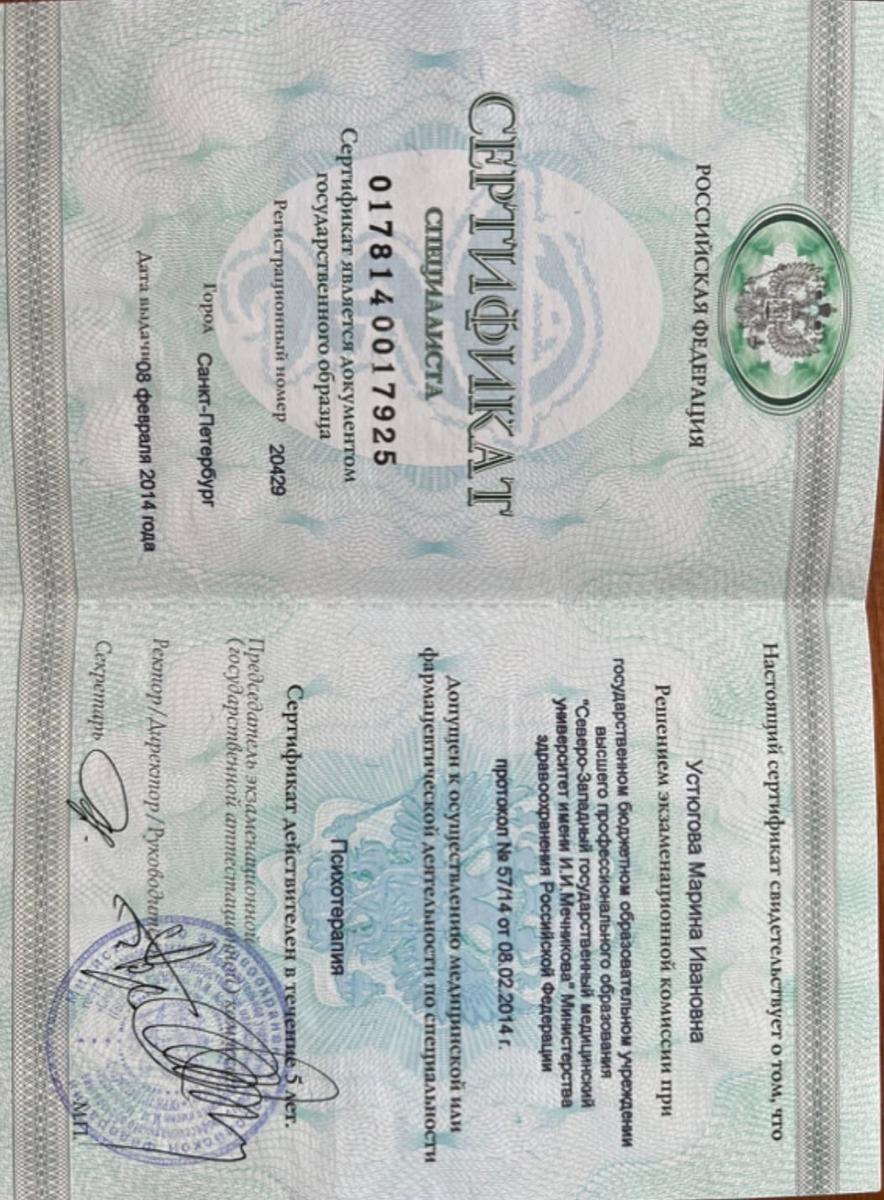 РОССИЙСКАЯ ФЕДЕРАЦИЯ
СЕРТИФИКАТ
СПЕЦИАЛИСТА
0178140017925
Сертификат является документом
государственного образца
Регистрационный номер 20429
Город Санкт-Петербург
Дата выдачи 08 февраля 2014 года
Настоящий сертификат свидетельствует о том, что
Устюгова Марина Ивановна
Решением экзаменационной комиссии при
государственном бюджетном образовательном учреждении
высшего профессионального образования
"Северо-Западный государственный медицинский
университет имени И.И.Мечникова" Министерства
здравоохранения Российской Федерации
протокол № 57/14 от 08.02.2014 г.
Допущен к осуществлению медицинской или
фармацевтической деятельности по специальности
Психотерапия
Сертификат действителен в течение 5 лет.
Председатель экзаменационной
(государственной аттестационной) комиссии
Ректор/Директор/Руководитель
Секретарь
М.П.